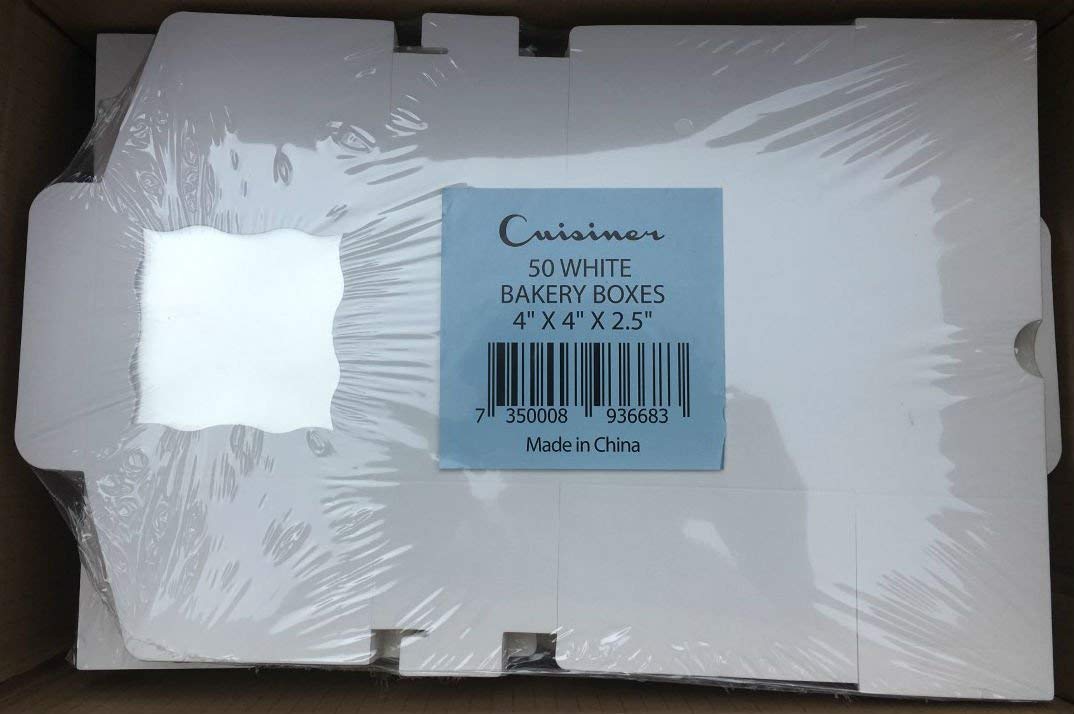 Cuisiner
50 WHITE
BAKERY BOXES
4" X 4" X 2.5"
7 350008 936683
Made in China